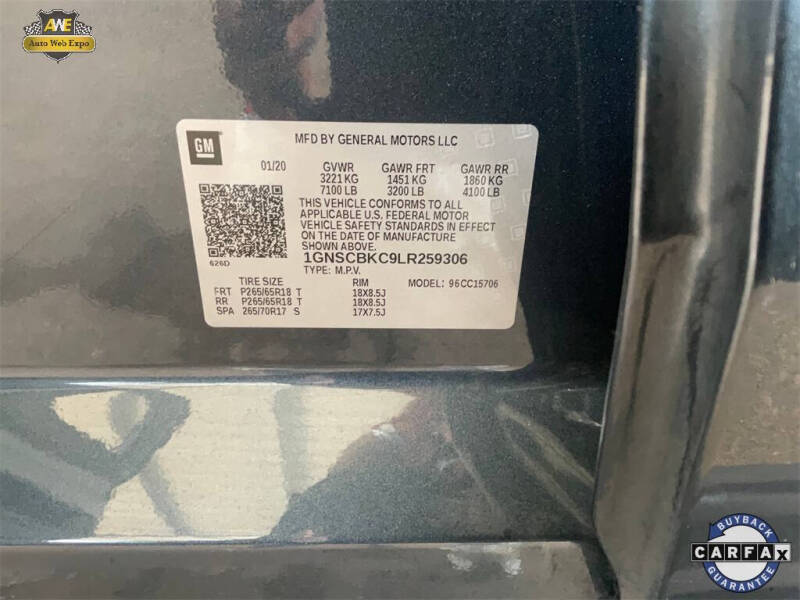 AWE
Auto Web Expo
GM
MFD BY GENERAL MOTORS LLC
01/20 GVWR GAWR FRT GAWR RR
3221 KG 1451 KG 1860 KG
7100 LB 3200 LB 4100 LB
THIS VEHICLE CONFORMS TO ALL
APPLICABLE U.S. FEDERAL MOTOR
VEHICLE SAFETY STANDARDS IN EFFECT
ON THE DATE OF MANUFACTURE
SHOWN ABOVE.
626D
1GNSCBKC9LR259306
TYPE: M.P.V. MODEL: 96CC15706
TIRE SIZE RIM
FRT P265/65R18 T 18X8.5J
RR P265/65R18 T 18X8.5J
SPA 265/70R17 S 17X7.5J
BUYBACK
CARFAX
GUARANTEE